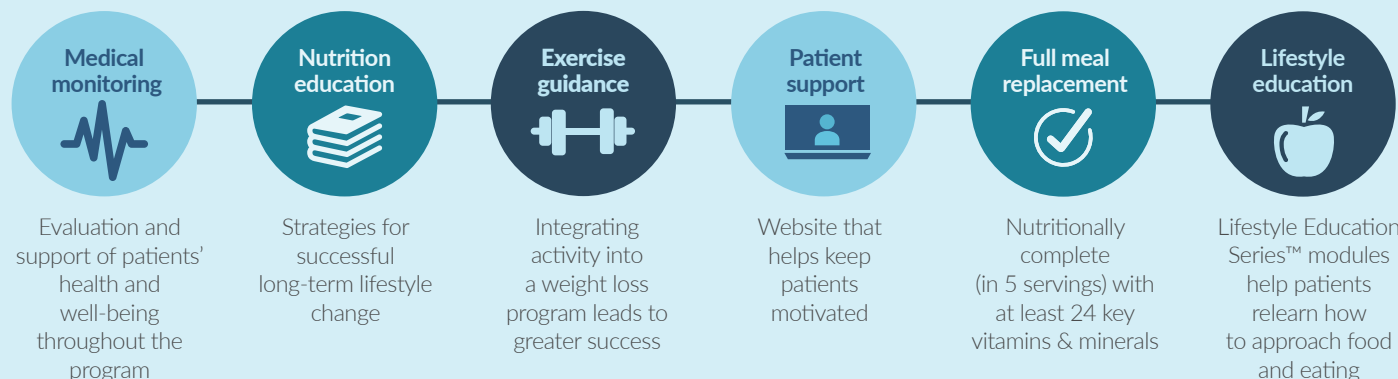 Medical
monitoring
Evaluation and
support of patients’
health and
well-being
throughout the
program
Nutrition
education
Strategies for
successful
long-term lifestyle
change
Exercise
guidance
Integrating
activity into
a weight loss
program leads to
greater success
Patient
support
Website that
helps keep
patients
motivated
Full meal
replacement
Nutritionally
complete
(in 5 servings) with
at least 24 key
vitamins & minerals
Lifestyle
education
Lifestyle Education
Series™ modules
help patients
relearn how
to approach food
and eating